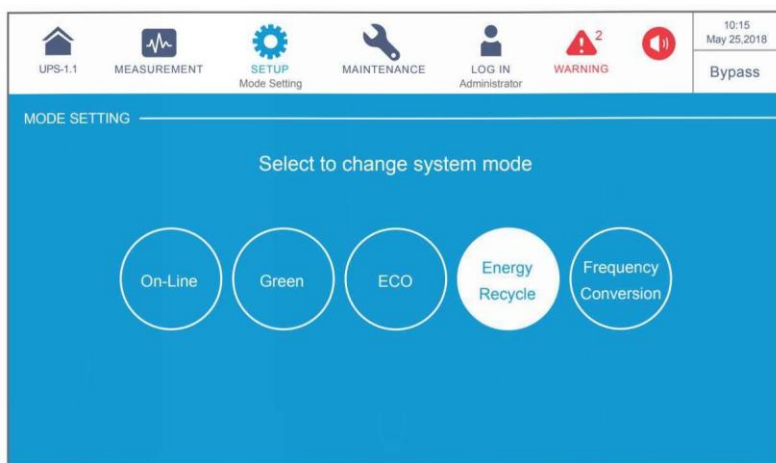 UPS-1.1
MEASUREMENT
SETUP
Mode Setting
MAINTENANCE
LOG IN
Administrator
2
WARNING
10:15
May 25,2018
Bypass
MODE SETTING
Select to change system mode
On-Line
Green
ECO
Energy
Recycle
Frequency
Conversion